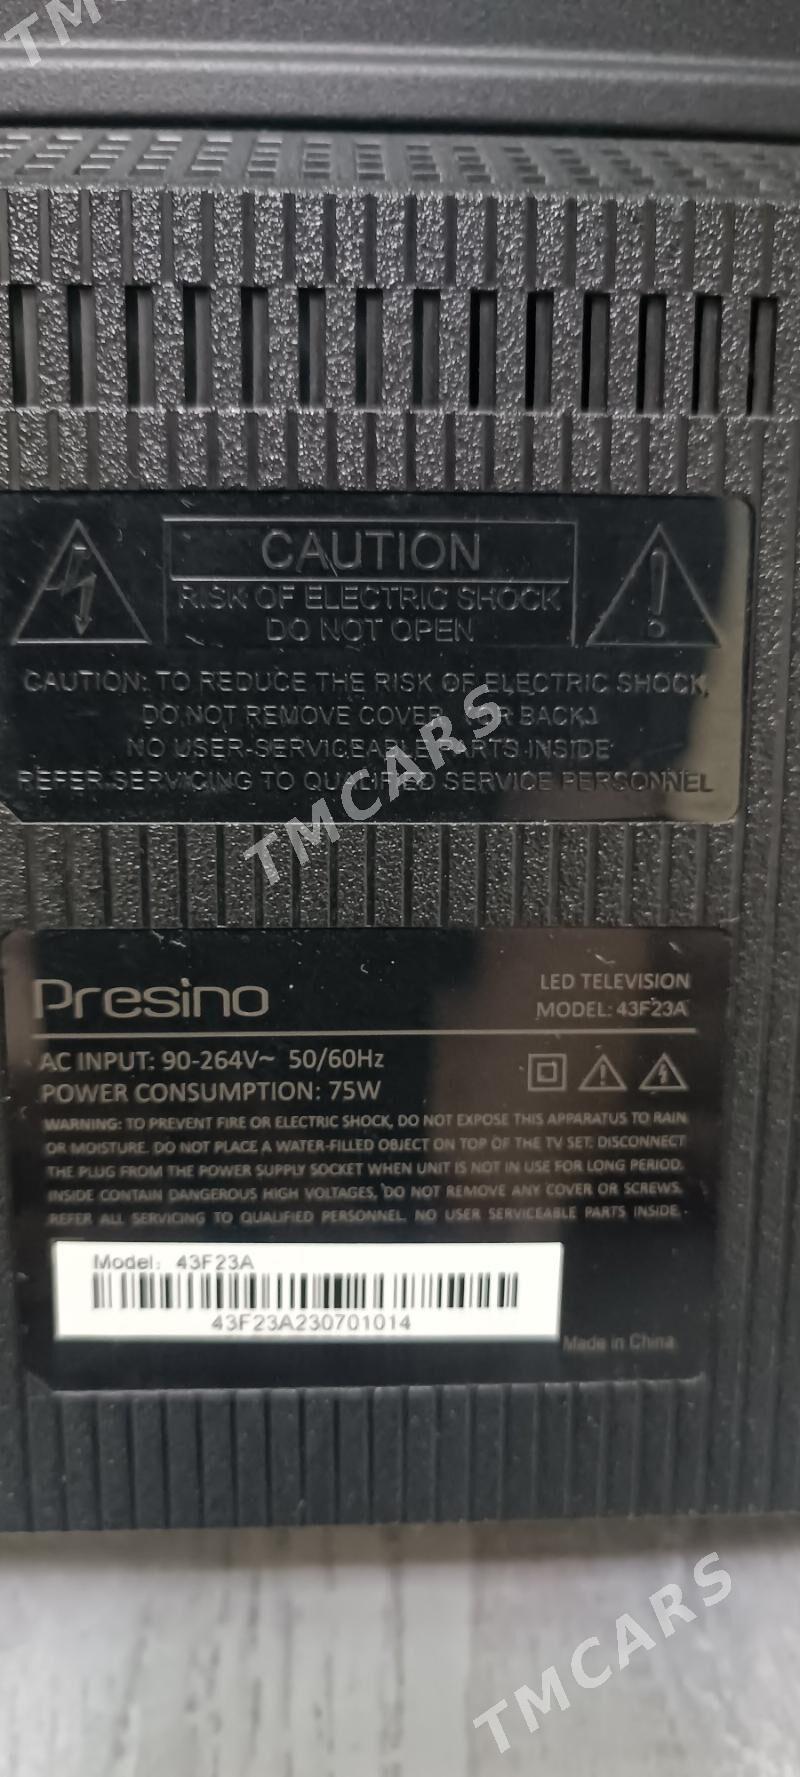 TMCARS
CAUTION
RISK OF ELECTRIC SHOCK
DO NOT OPEN
CAUTION: TO REDUCE THE RISK OF ELECTRIC SHOCK,
DO NOT REMOVE COVER (OR BACK)
NO USER-SERVICEABLE PARTS INSIDE
REFER SERVICING TO QUALIFIED SERVICE PERSONNEL
TMCARS
Presino
LED TELEVISION
MODEL: 43F23A
AC INPUT: 90-264V~ 50/60Hz
POWER CONSUMPTION: 75W
WARNING: TO PREVENT FIRE OR ELECTRIC SHOCK, DO NOT EXPOSE THIS APPARATUS TO RAIN
OR MOISTURE. DO NOT PLACE A WATER-FILLED OBJECT ON TOP OF THE TV SET. DISCONNECT
THE PLUG FROM THE POWER SUPPLY SOCKET WHEN UNIT IS NOT IN USE FOR LONG PERIOD.
INSIDE CONTAIN DANGEROUS HIGH VOLTAGES, DO NOT REMOVE ANY COVER OR SCREWS.
REFER ALL SERVICING TO QUALIFIED PERSONNEL. NO USER SERVICEABLE PARTS INSIDE.
Model: 43F23A
43F23A230701014
Made in China
TMCARS